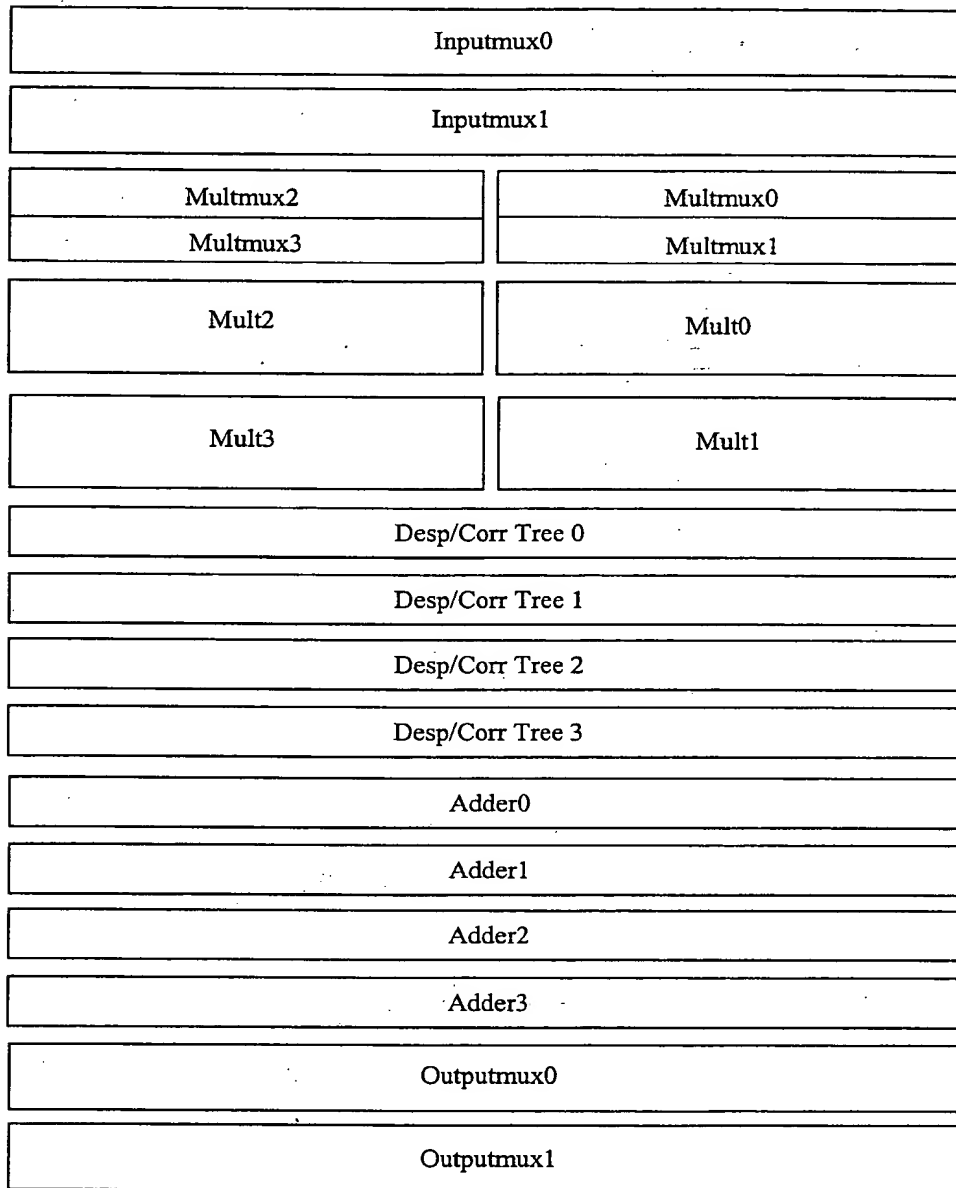 Inputmux0
Inputmux1
Multmux2
Multmux0
Multmux3
Multmux1
Mult2
Mult0
Mult3
Mult1
Desp/Corr Tree 0
Desp/Corr Tree 1
Desp/Corr Tree 2
Desp/Corr Tree 3
Adder0
Adder1
Adder2
Adder3
Outputmux0
Outputmux1